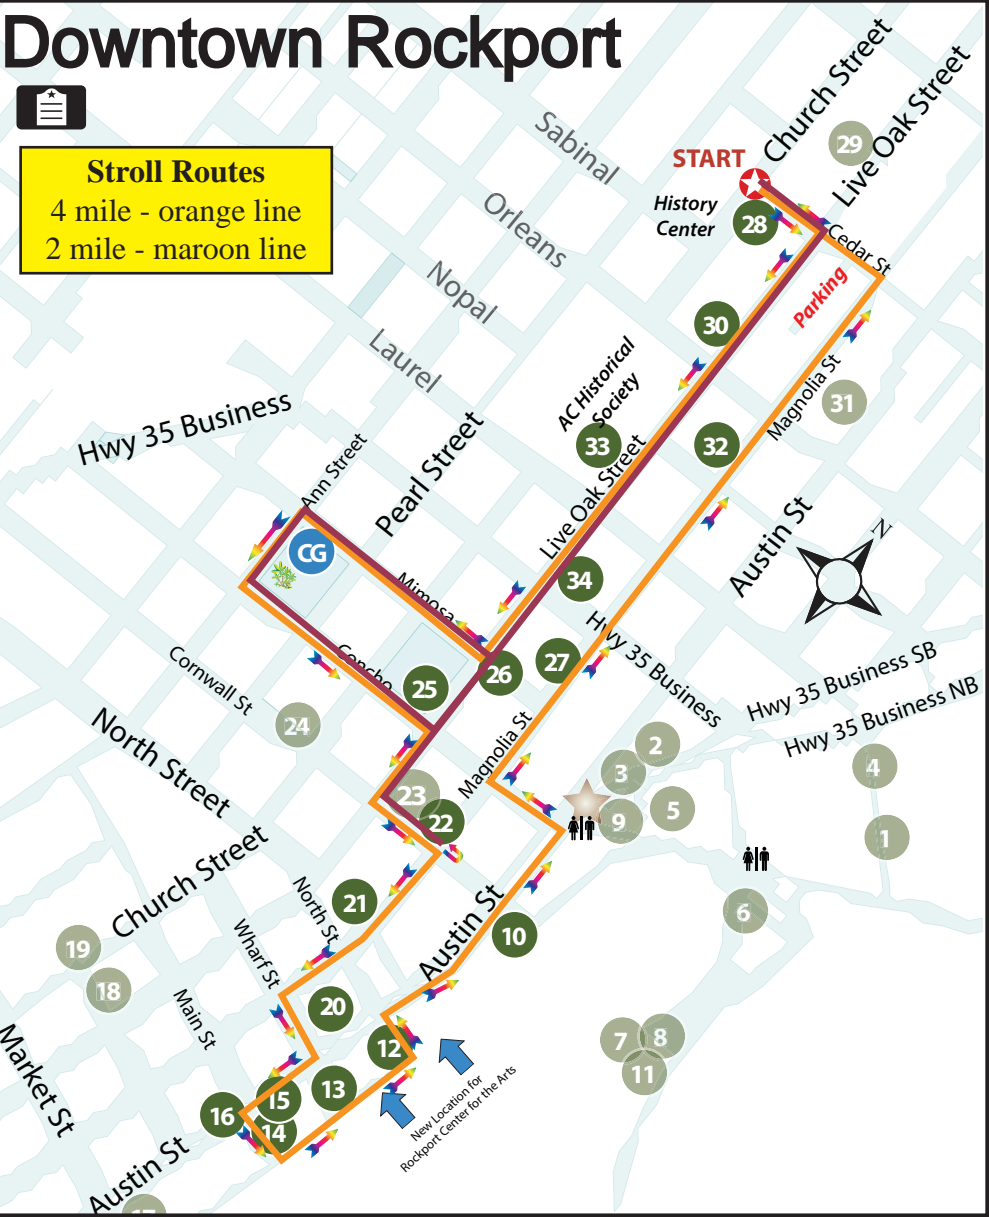 Downtown Rockport
Stroll Routes
4 mile - orange line
2 mile - maroon line
Church Street
Live Oak Street
29
START
History
Center
28
Cedar St
Parking
Sabinal
Orleans
Nopal
Laurel
30
AC Historical
Society
33
32
Magnolia St
31
Hwy 35 Business
Ann Street
Pearl Street
Live Oak Street
Austin St
N
CG
Mimosa
34
Concho
25
26
27
Hwy 35 Business
Hwy 35 Business SB
Hwy 35 Business NB
Cornwall St
24
North Street
Magnolia St
2
3
4
5
9
1
23
22
6
Church Street
North St
21
Wharf St
Austin St
10
19
18
Main St
20
12
7
8
11
Market St
13
15
16
14
New Location for
Rockport Center for the Arts
Austin St
17